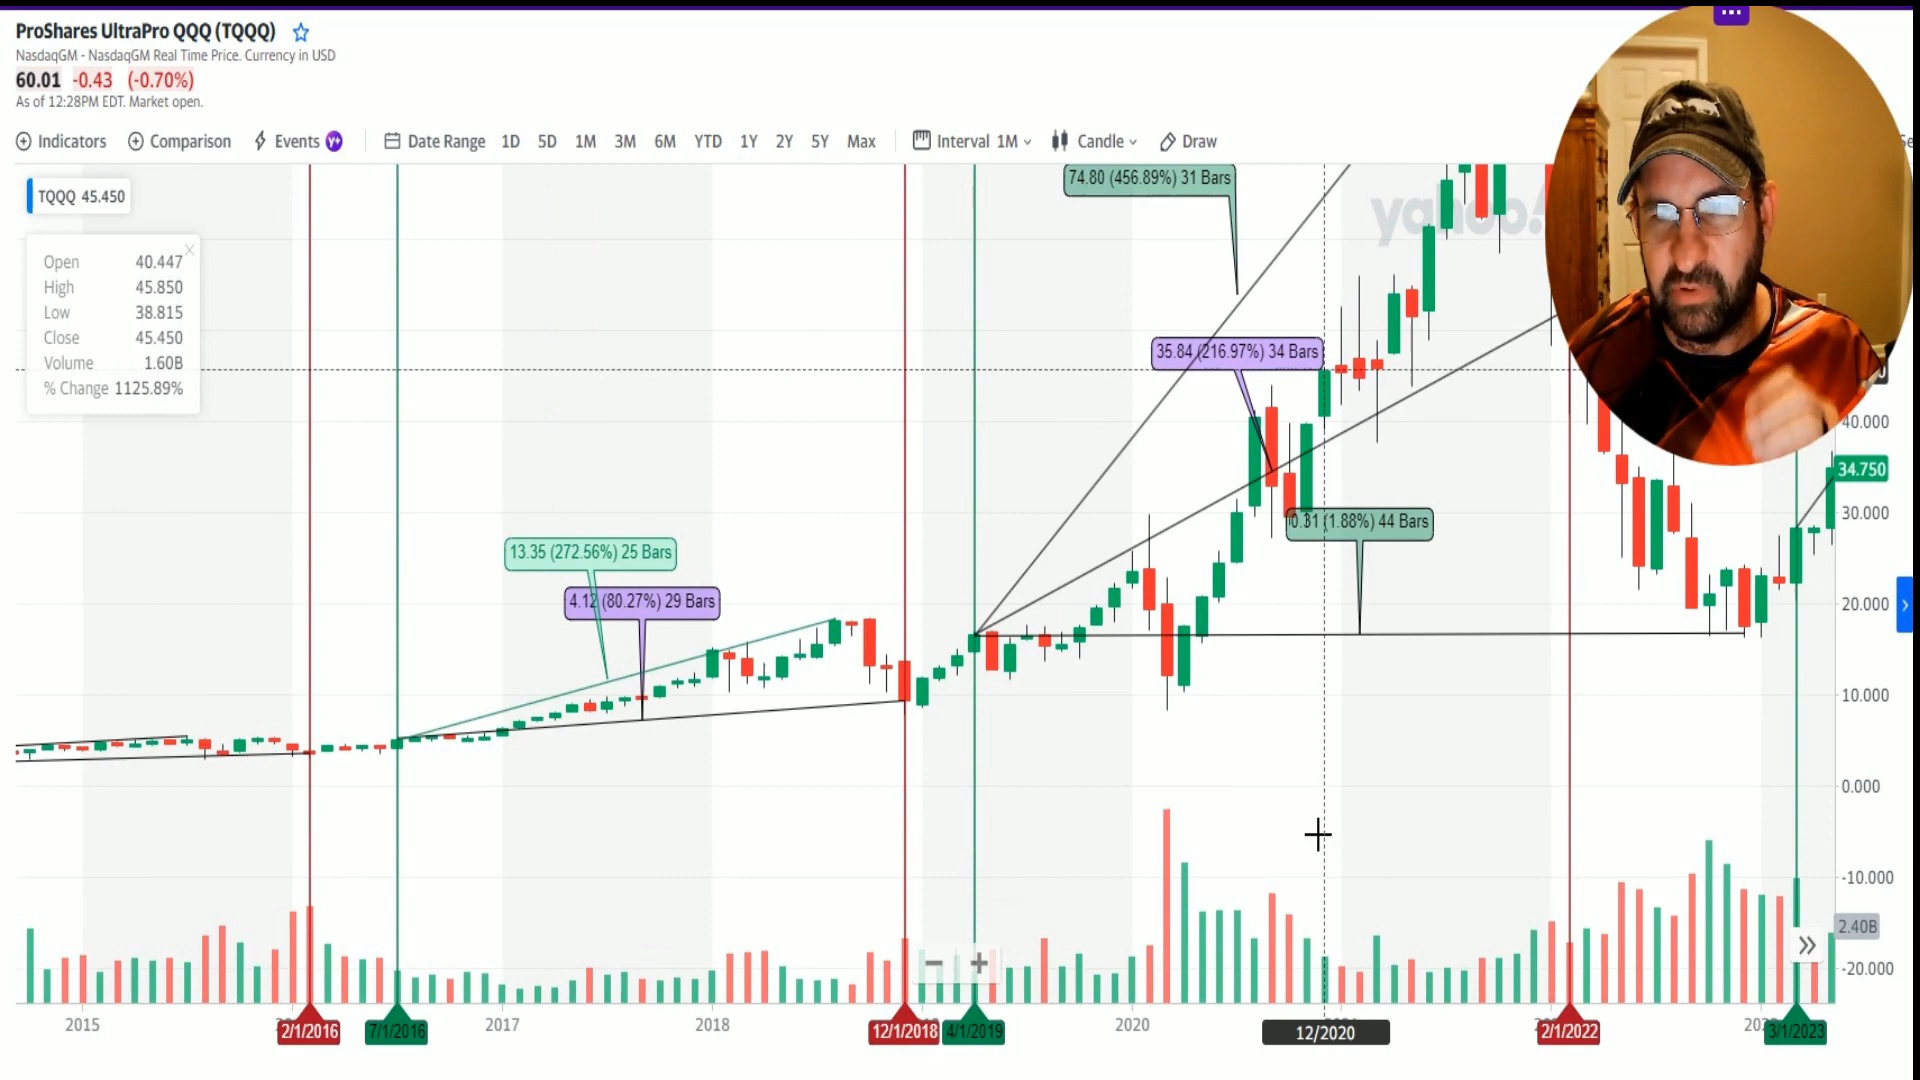 ProShares UltraPro QQQ (TQQQ)
NasdaqGM - NasdaqGM Real Time Price. Currency in USD
60.01 -0.43 (-0.70%)
As of 12:28PM EDT. Market open.
Indicators Comparison Events Y+ Date Range 1D 5D 1M 3M 6M YTD 1Y 2Y 5Y Max Interval 1M Candle Draw
TQQQ 45.450
Open 40.447
High 45.850
Low 38.815
Close 45.450
Volume 1.60B
% Change 1125.89%
74.80 (456.89%) 31 Bars
yahoo!
35.84 (216.97%) 34 Bars
0.31 (1.88%) 44 Bars
13.35 (272.56%) 25 Bars
4.12 (80.27%) 29 Bars
40.000
34.750
30.000
20.000
10.000
0.000
-10.000
2.40B
-20.000
2015 2/1/2016 7/1/2016 2017 2018 12/1/2018 4/1/2019 2020 12/2020 2/1/2022 3/1/2023